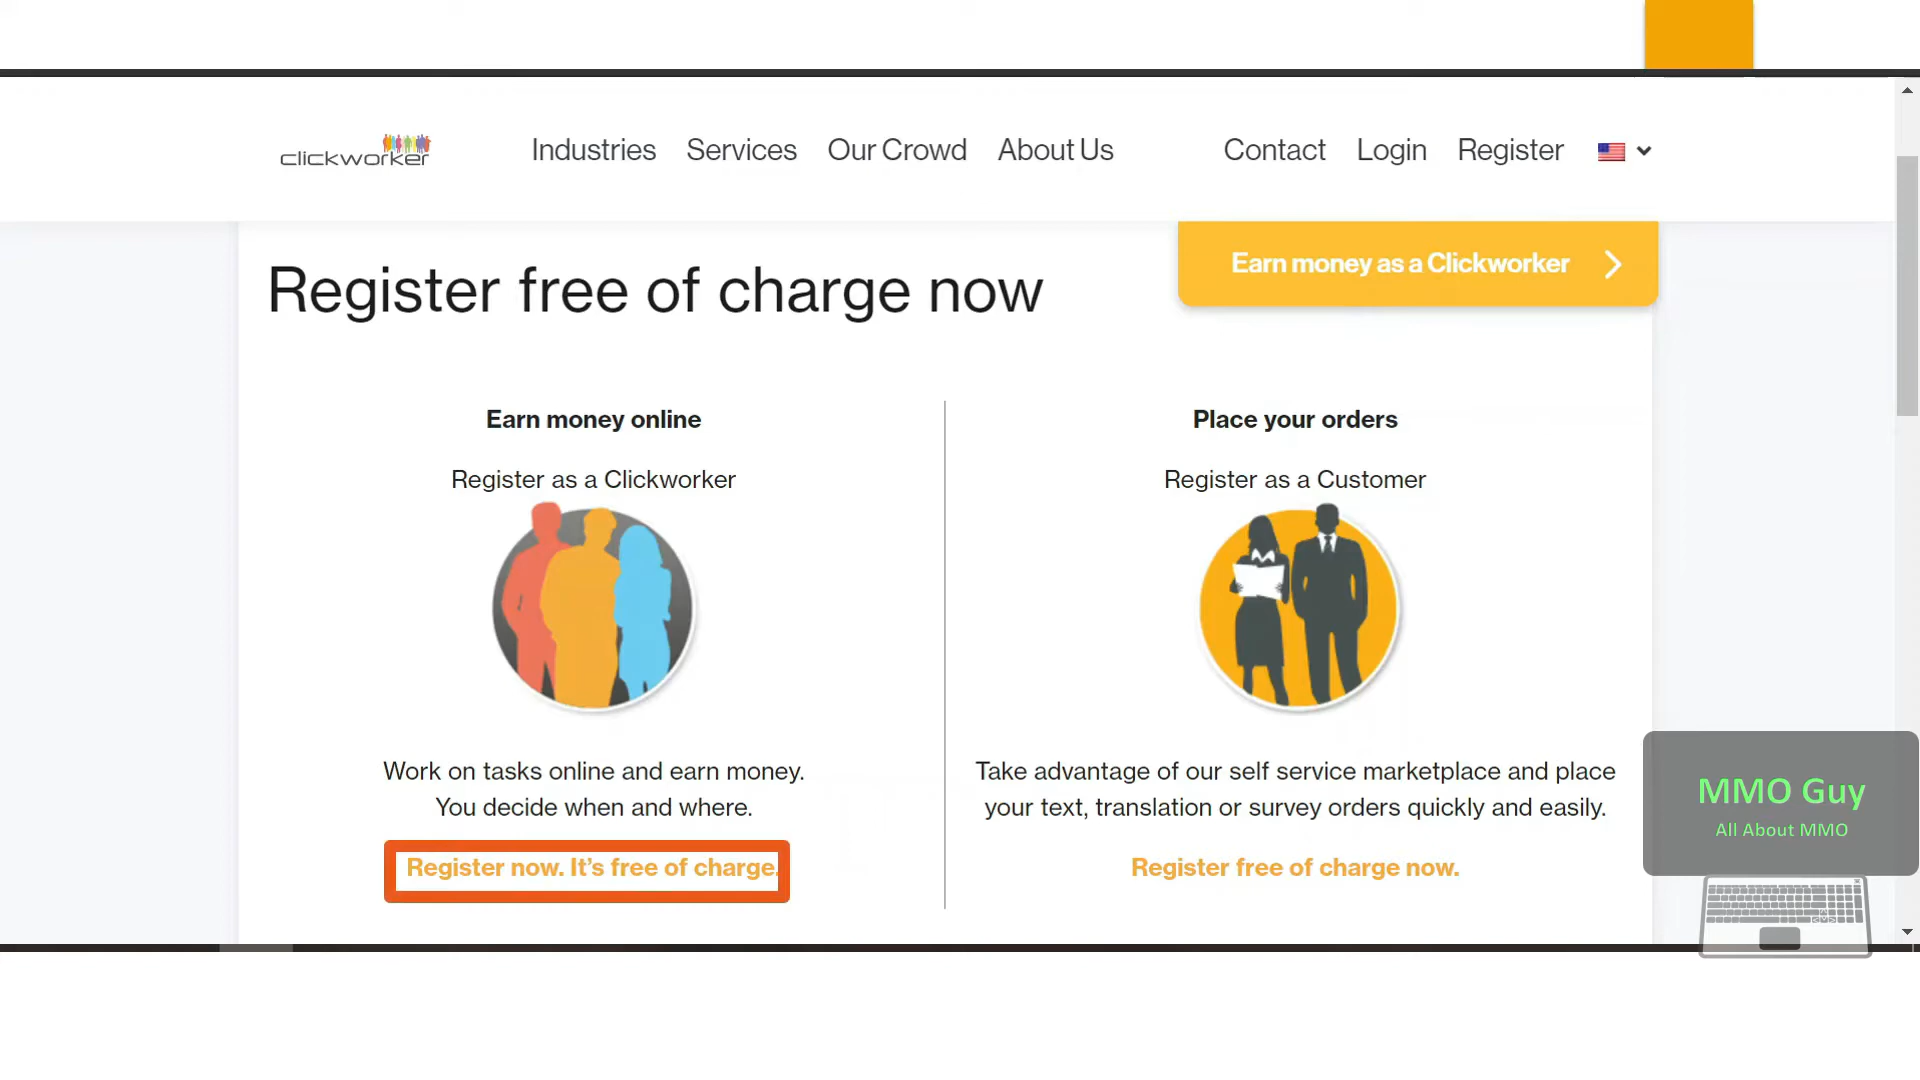 clickworker
Industries Services Our Crowd About Us Contact Login Register
Earn money as a Clickworker
Register free of charge now
Earn money online
Register as a Clickworker
Work on tasks online and earn money.
You decide when and where.
Register now. It's free of charge.
Place your orders
Register as a Customer
Take advantage of our self service marketplace and place
your text, translation or survey orders quickly and easily.
Register free of charge now.
MMO Guy
All About MMO